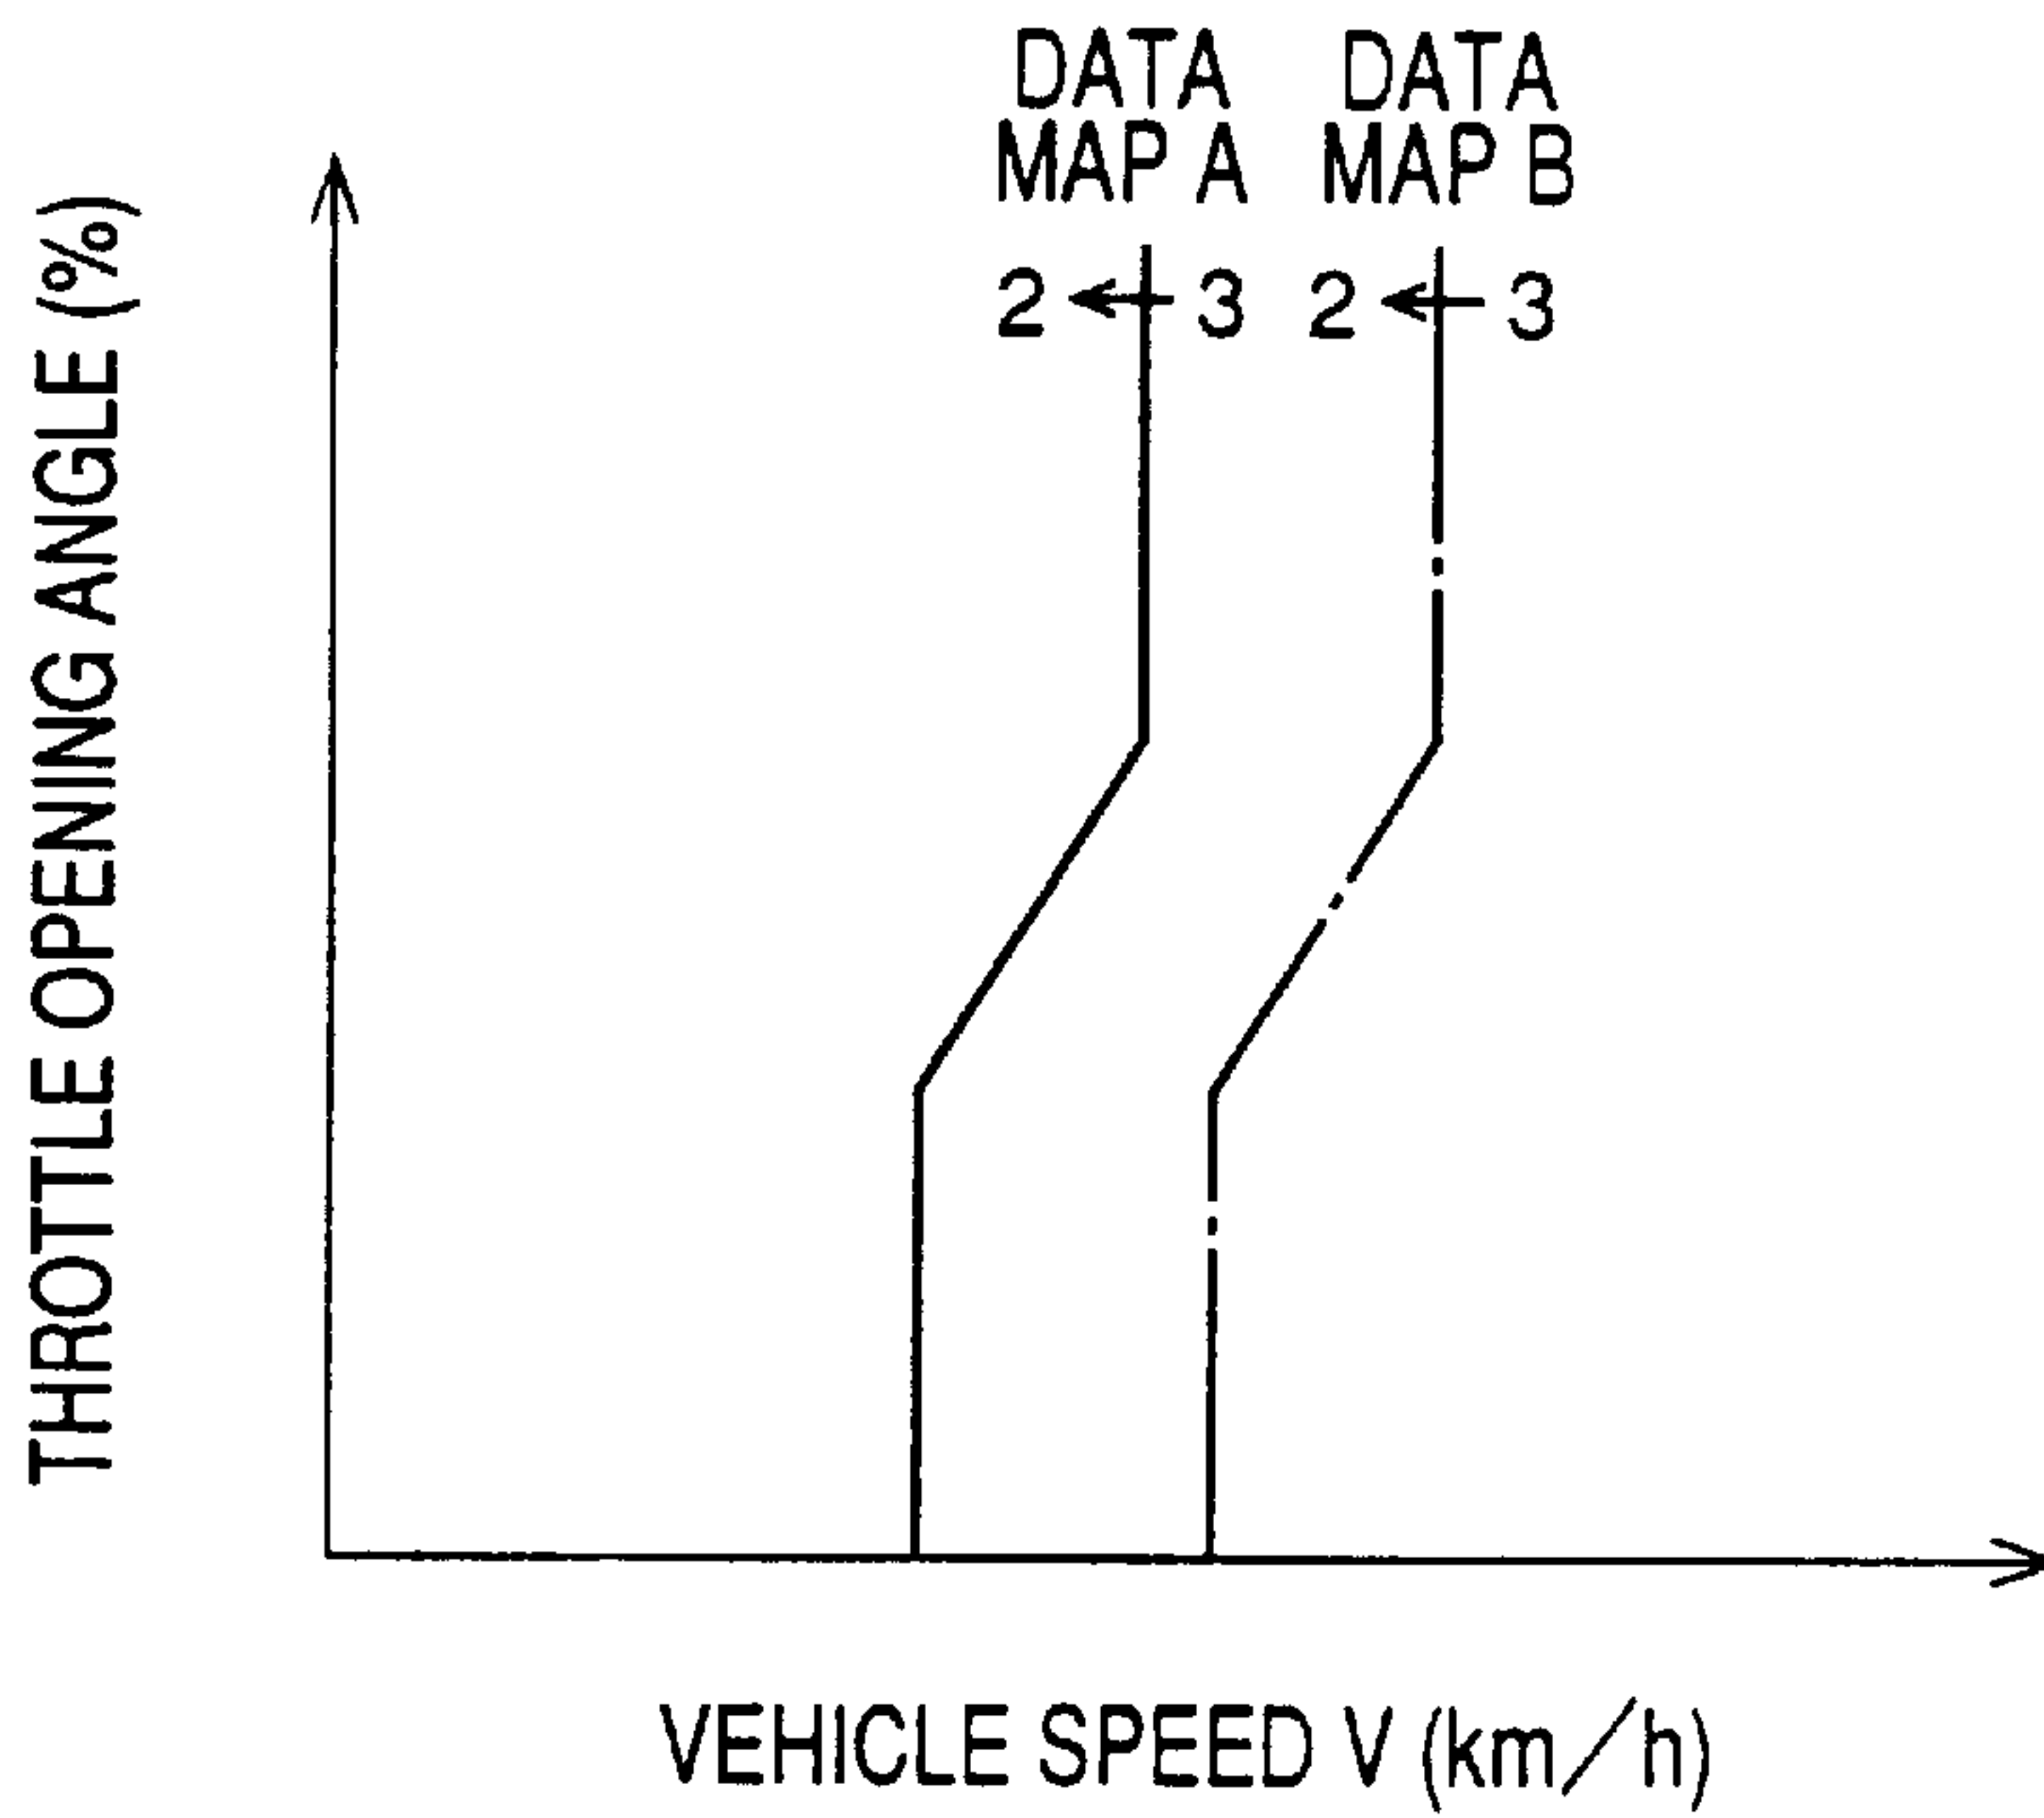 DATA MAP A
DATA MAP B
2 ← 3
2 ← 3
THROTTLE OPENING ANGLE (%)
VEHICLE SPEED V (km/h)